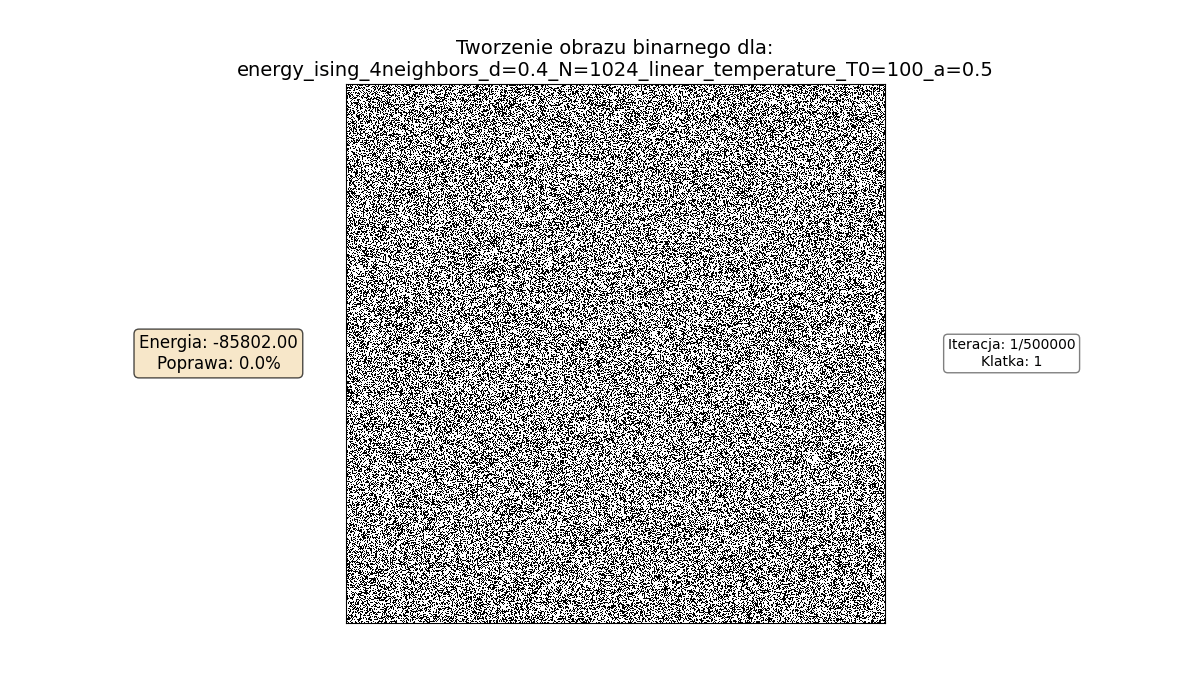 Tworzenie obrazu binarnego dla:
energy_ising_4neighbors_d=0.4_N=1024_linear_temperature_T0=100_a=0.5
Energia: -85802.00
Poprawa: 0.0%
Iteracja: 1/500000
Klatka: 1